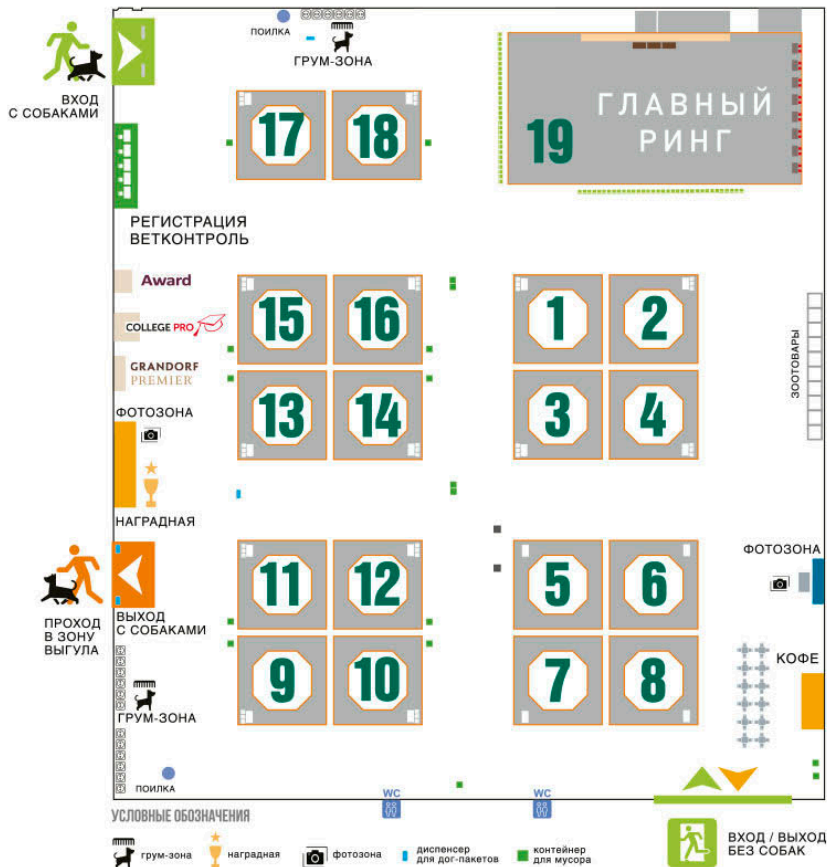 ПОИЛКА
ГРУМ-ЗОНА
ВХОД
С СОБАКАМИ
17
18
19
ГЛАВНЫЙ
РИНГ
РЕГИСТРАЦИЯ
ВЕТКОНТРОЛЬ
Award
COLLEGE PRO
GRANDORF
PREMIER
ФОТОЗОНА
НАГРАДНАЯ
15
16
1
2
13
14
3
4
ЗООТОВАРЫ
ПРОХОД
В ЗОНУ
ВЫГУЛА
ВЫХОД
С СОБАКАМИ
11
12
5
6
ФОТОЗОНА
9
10
7
8
КОФЕ
ГРУМ-ЗОНА
ПОИЛКА
WC
WC
УСЛОВНЫЕ ОБОЗНАЧЕНИЯ
грум-зона
наградная
фотозона
диспенсер
для дог-пакетов
контейнер
для мусора
ВХОД / ВЫХОД
БЕЗ СОБАК